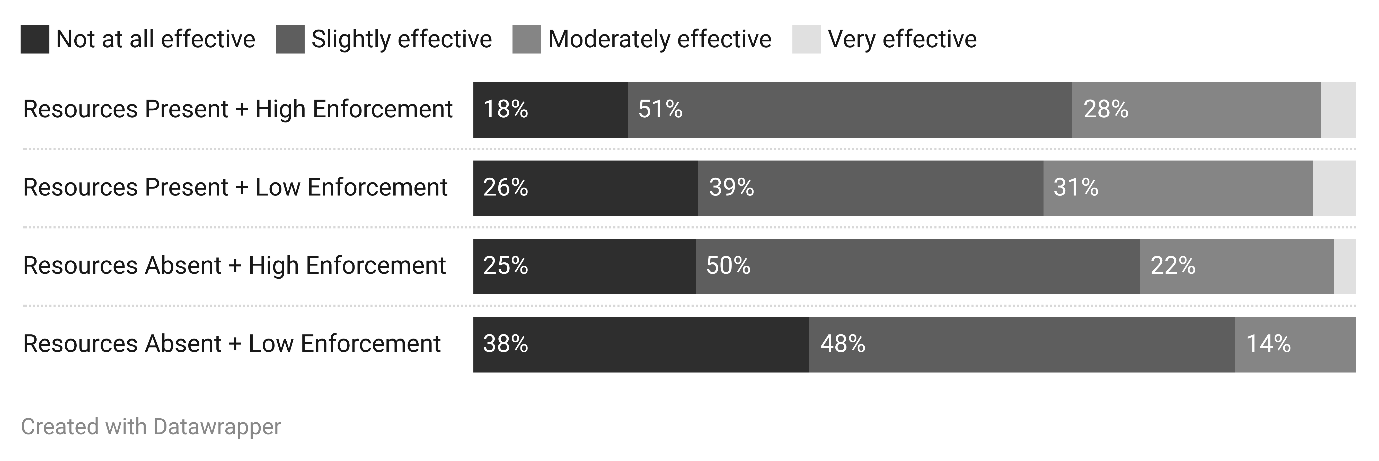 Not at all effective Slightly effective Moderately effective Very effective
Resources Present + High Enforcement 18% 51% 28%
Resources Present + Low Enforcement 26% 39% 31%
Resources Absent + High Enforcement 25% 50% 22%
Resources Absent + Low Enforcement 38% 48% 14%
Created with Datawrapper